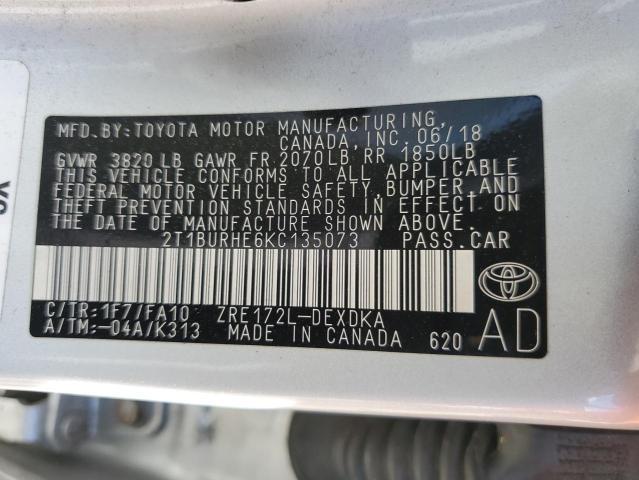 MFD.BY:TOYOTA MOTOR MANUFACTURING,
CANADA,INC. 06/18
GVWR 3820 LB GAWR FR 2070LB,RR 1850LB
THIS VEHICLE CONFORMS TO ALL APPLICABLE
FEDERAL MOTOR VEHICLE SAFETY, BUMPER,AND
THEFT PREVENTION STANDARDS IN EFFECT ON
THE DATE OF MANUFACTURE SHOWN ABOVE.
2T1BURHE6KC135073 PASS.CAR
C/TR:1F7/FA10 ZRE172L-DEXDKA
A/TM:-04A/K313 MADE IN CANADA 620
AD